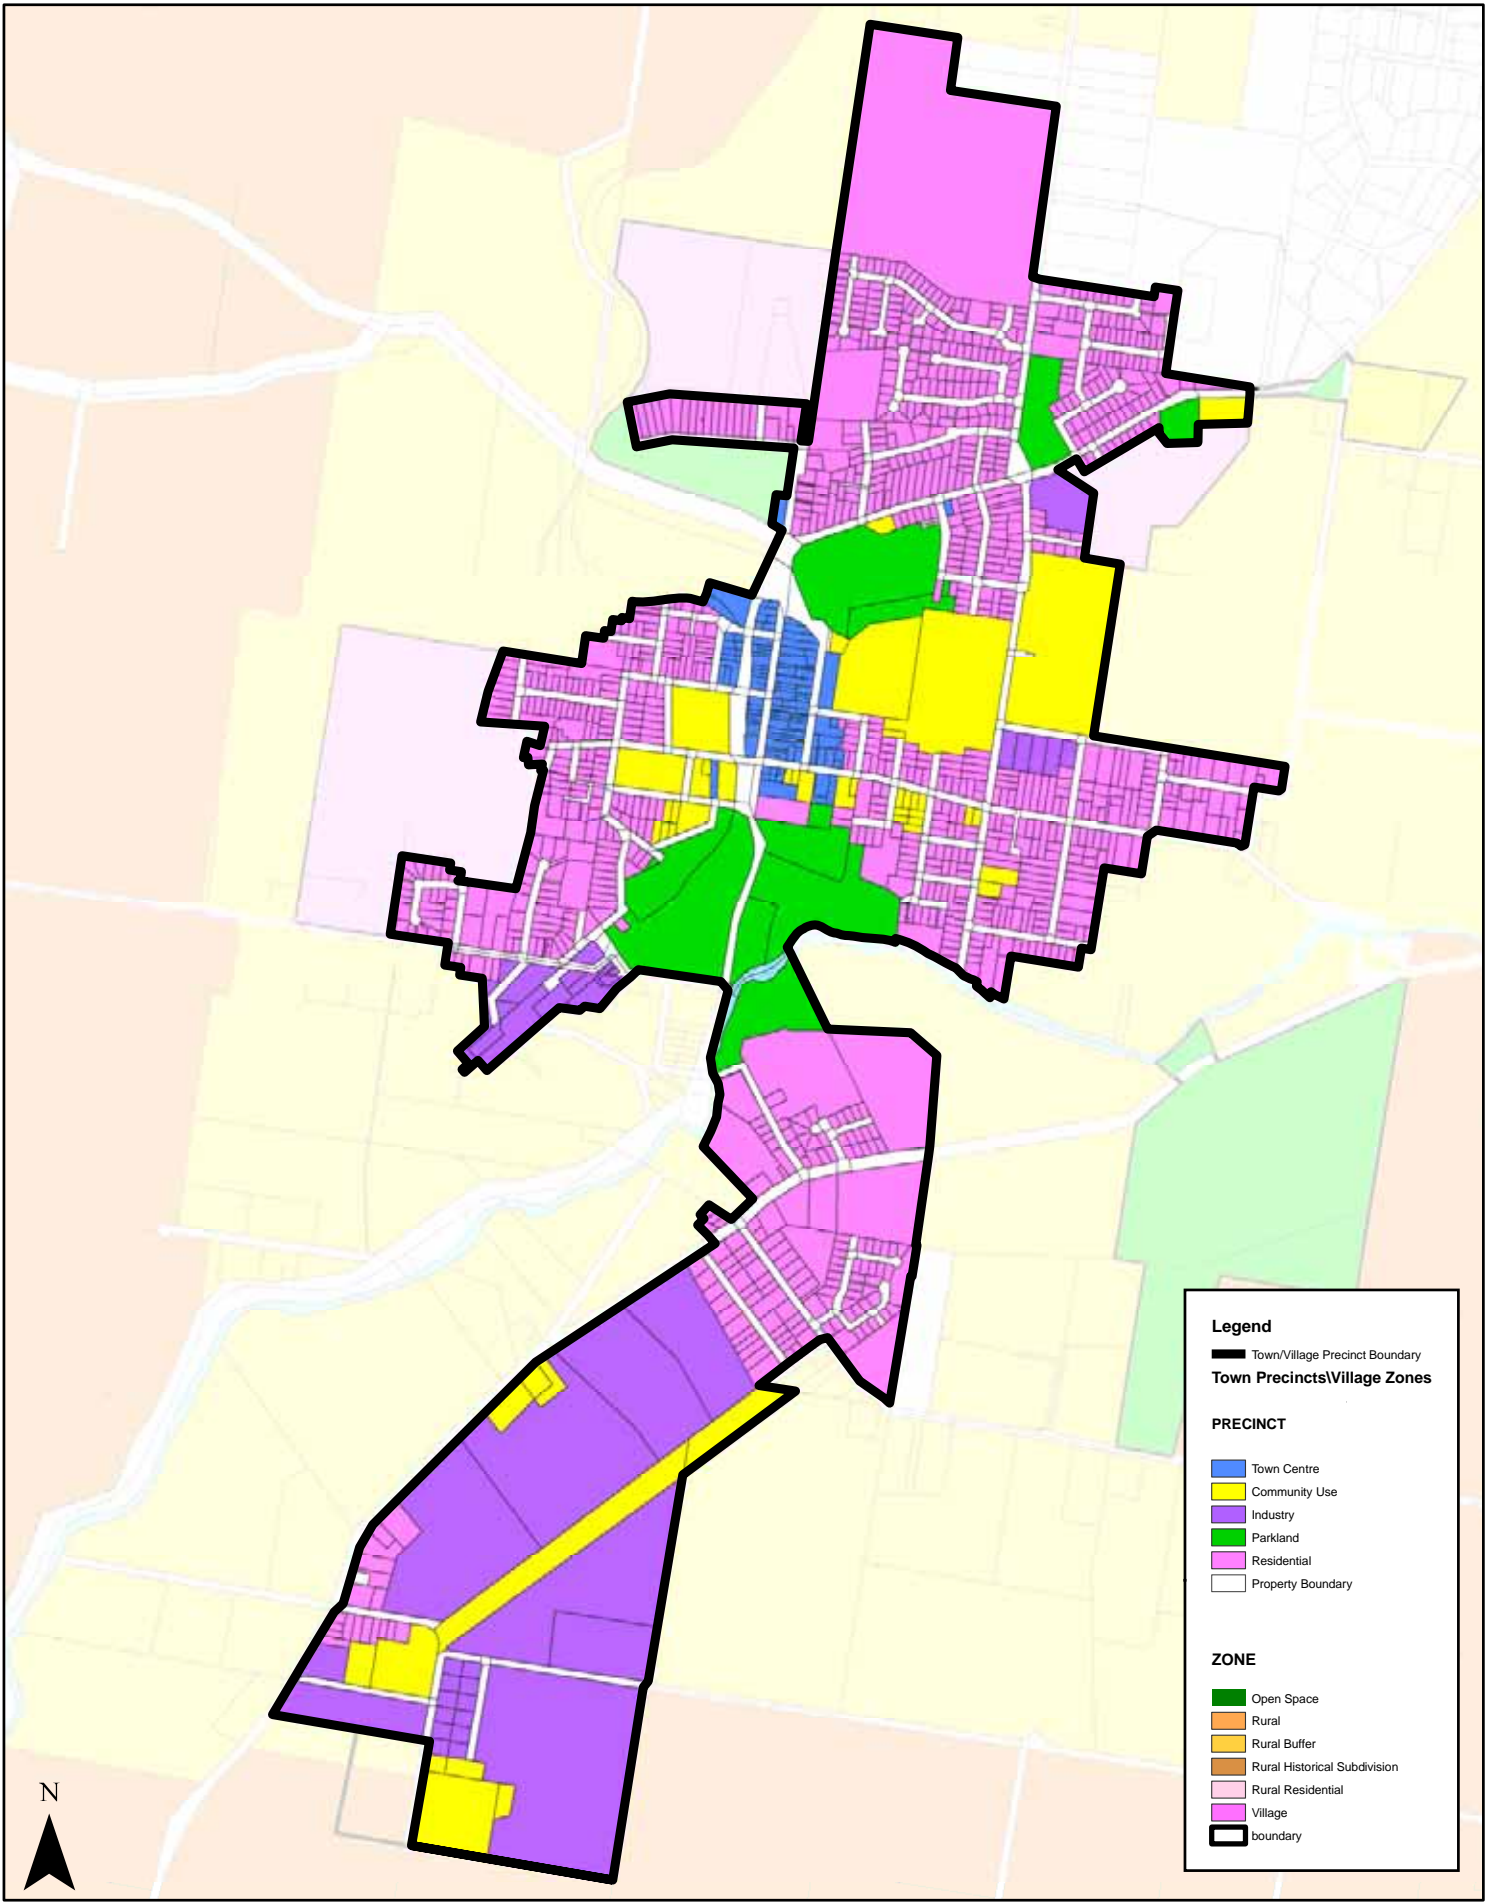 Legend
Town/Village Precinct Boundary
Town Precincts\Village Zones
PRECINCT
Town Centre
Community Use
Industry
Parkland
Residential
Property Boundary
ZONE
Open Space
Rural
Rural Buffer
Rural Historical Subdivision
Rural Residential
Village
boundary
N